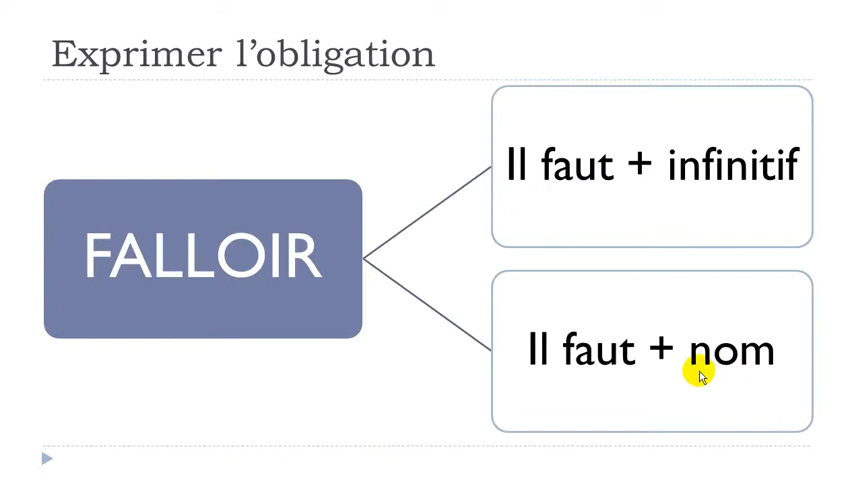 Exprimer l’obligation
FALLOIR
Il faut + infinitif
Il faut + nom